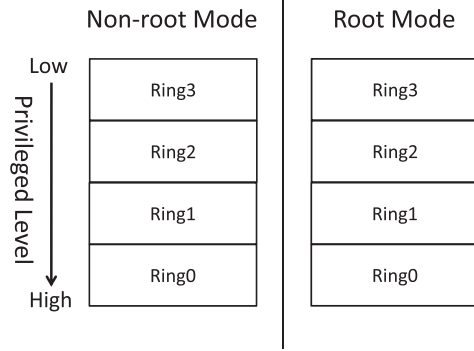 Non-root Mode
Root Mode
Low
Privileged Level
High
Ring3
Ring2
Ring1
Ring0
Ring3
Ring2
Ring1
Ring0